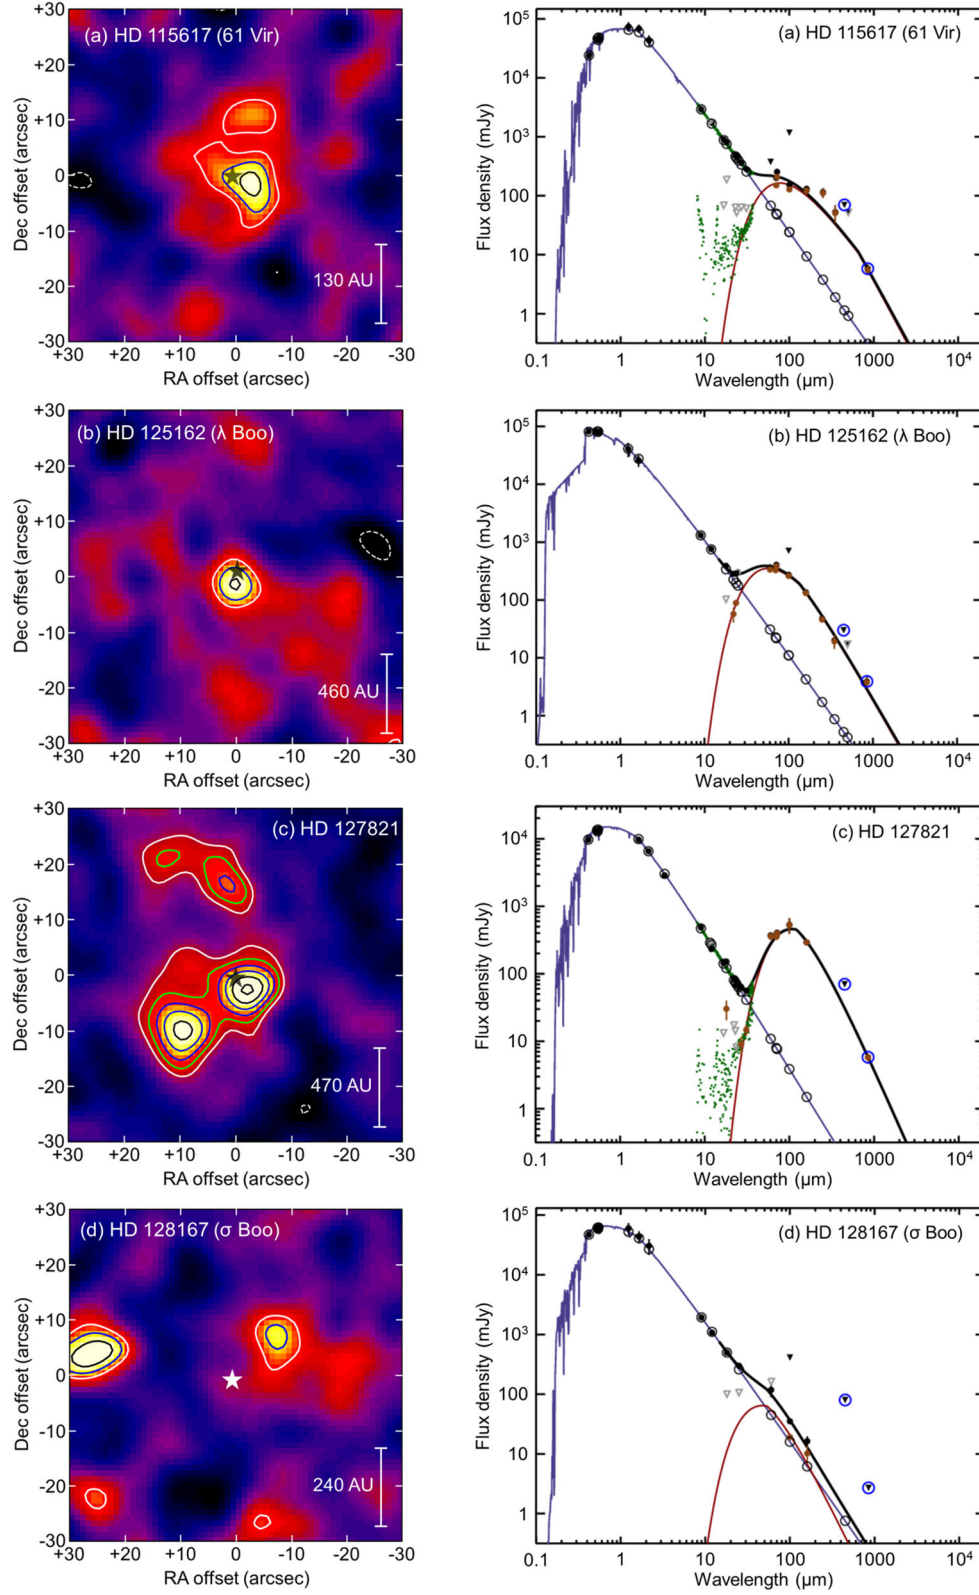 (a) HD 115617 (61 Vir)
+30
+20
+10
0
-10
-20
-30
Dec offset (arcsec)
130 AU
+30 +20 +10 0 -10 -20 -30
RA offset (arcsec)
(a) HD 115617 (61 Vir)
10⁵
10⁴
10³
100
10
1
Flux density (mJy)
0.1 1 10 100 1000 10⁴
Wavelength (µm)
(b) HD 125162 (λ Boo)
+30
+20
+10
0
-10
-20
-30
Dec offset (arcsec)
460 AU
+30 +20 +10 0 -10 -20 -30
RA offset (arcsec)
(b) HD 125162 (λ Boo)
10⁵
10⁴
10³
100
10
1
Flux density (mJy)
0.1 1 10 100 1000 10⁴
Wavelength (µm)
(c) HD 127821
+30
+20
+10
0
-10
-20
-30
Dec offset (arcsec)
470 AU
+30 +20 +10 0 -10 -20 -30
RA offset (arcsec)
(c) HD 127821
10⁴
10³
100
10
1
Flux density (mJy)
0.1 1 10 100 1000 10⁴
Wavelength (µm)
(d) HD 128167 (σ Boo)
+30
+20
+10
0
-10
-20
-30
Dec offset (arcsec)
240 AU
+30 +20 +10 0 -10 -20 -30
RA offset (arcsec)
(d) HD 128167 (σ Boo)
10⁵
10⁴
10³
100
10
1
Flux density (mJy)
0.1 1 10 100 1000 10⁴
Wavelength (µm)